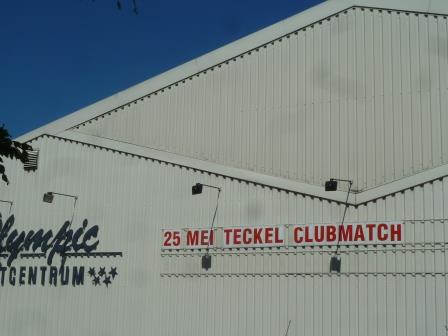 lympic
TCENTRUM
25 MEI TECKEL CLUBMATCH